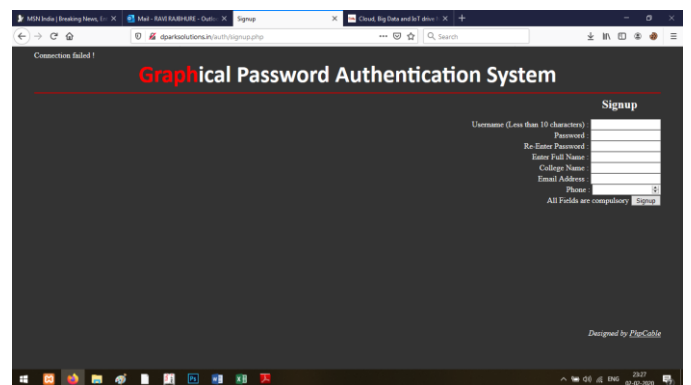 MSN India | Breaking News, En
Mail - RAVI RAJBHURE - Outlo
Signup
Cloud, Big Data and IoT drive
dparksolutions.in/auth/signup.php
Search
Connection failed !
Graphical Password Authentication System
Signup
Username (Less than 10 characters) :
Password :
Re-Enter Password :
Enter Full Name :
College Name :
Email Address :
Phone :
All Fields are compulsory Signup
Designed by PhpCable
ENG
23:27
02-02-2020